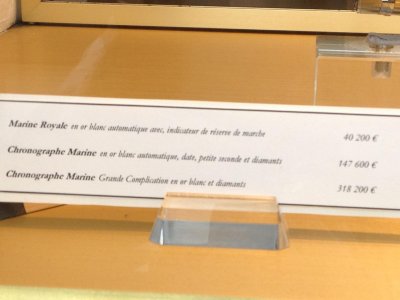 Marine Royale en or blanc automatique avec, indicateur de réserve de marche 40 200 €
Chronographe Marine en or blanc automatique, date, petite seconde et diamants 147 600 €
Chronographe Marine Grande Complication en or blanc et diamants 318 200 €